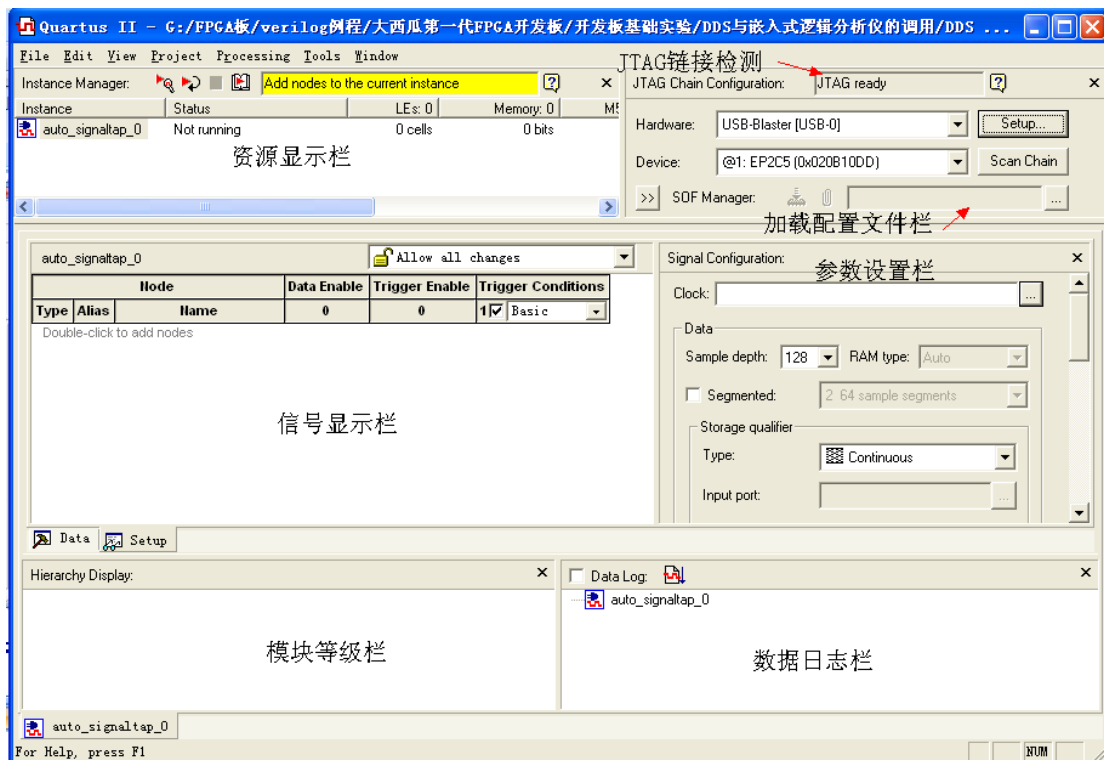 Quartus II - G:/FPGA板/verilog例程/大西瓜第一代FPGA开发板/开发板基础实验/DDS与嵌入式逻辑分析仪的调用/DDS ...
File Edit View Project Processing Tools Window
JTAG链接检测
Instance Manager: Add nodes to the current instance
JTAG Chain Configuration: JTAG ready
Instance Status LEs: 0 Memory: 0
auto_signaltap_0 Not running 0 cells 0 bits
资源显示栏
Hardware: USB-Blaster [USB-0] Setup...
Device: @1: EP2C5 (0x020B10DD) Scan Chain
>> SOF Manager: ...
加载配置文件栏
auto_signaltap_0 Allow all changes
Node Data Enable Trigger Enable Trigger Conditions
Type Alias Name 0 0 1 Basic
Double-click to add nodes
信号显示栏
Signal Configuration:
参数设置栏
Clock: ...
Data
Sample depth: 128 RAM type: Auto
Segmented: 2 64 sample segments
Storage qualifier
Type: Continuous
Input port: ...
Data Setup
Hierarchy Display:
模块等级栏
Data Log:
auto_signaltap_0
数据日志栏
auto_signaltap_0
For Help, press F1 NUM